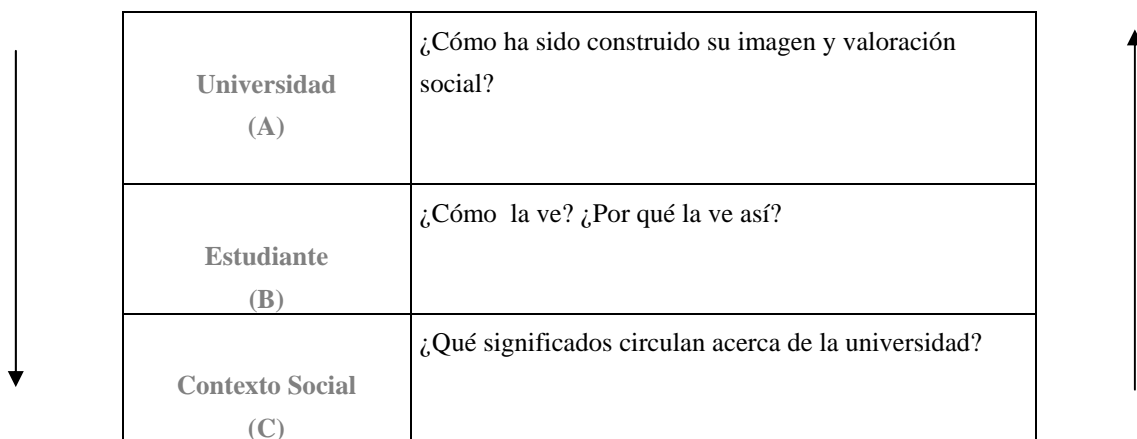 ¿Cómo ha sido construido su imagen y valoración
social?
Universidad
(A)
¿Cómo la ve? ¿Por qué la ve así?
Estudiante
(B)
¿Qué significados circulan acerca de la universidad?
Contexto Social
(C)